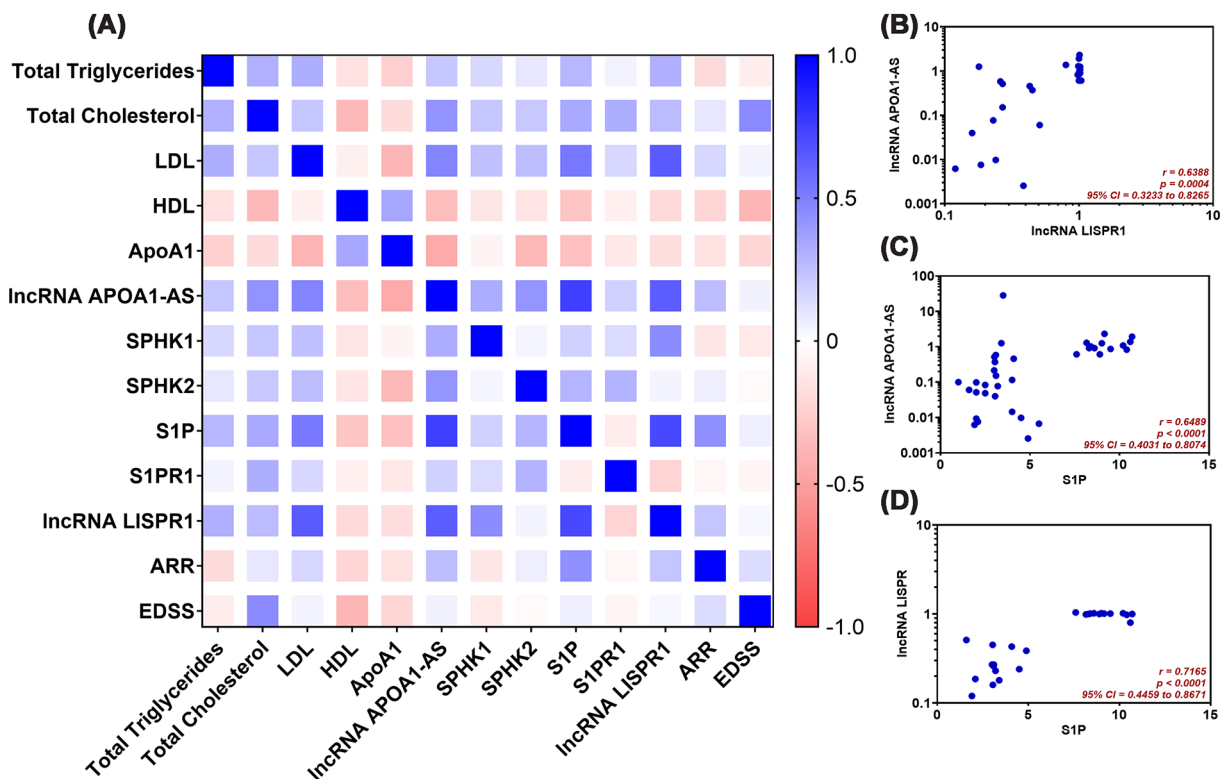 (A)
Total Triglycerides
Total Cholesterol
LDL
HDL
ApoA1
lncRNA APOA1-AS
SPHK1
SPHK2
S1P
S1PR1
lncRNA LISPR1
ARR
EDSS
Total Triglycerides
Total Cholesterol
LDL
HDL
ApoA1
lncRNA APOA1-AS
SPHK1
SPHK2
S1P
S1PR1
lncRNA LISPR1
ARR
EDSS
1.0
0.5
0
-0.5
-1.0
(B)
lncRNA APOA1-AS
10
1
0.1
0.01
0.001
r = 0.6388
p = 0.0004
95% CI = 0.3233 to 0.8265
0.1
1
10
lncRNA LISPR1
(C)
lncRNA APOA1-AS
100
10
1
0.1
0.01
0.001
r = 0.6489
p < 0.0001
95% CI = 0.4031 to 0.8074
0
5
10
15
S1P
(D)
lncRNA LISPR
10
1
0.1
r = 0.7165
p < 0.0001
95% CI = 0.4459 to 0.8671
0
5
10
15
S1P